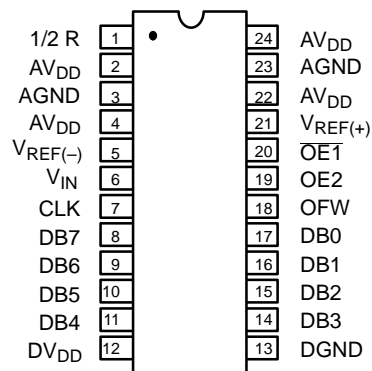 1/2 R 1 24 AVDD
AVDD 2 23 AGND
AGND 3 22 AVDD
AVDD 4 21 VREF(+)
VREF(–) 5 20 O̅E̅1̅
VIN 6 19 OE2
CLK 7 18 OFW
DB7 8 17 DB0
DB6 9 16 DB1
DB5 10 15 DB2
DB4 11 14 DB3
DVDD 12 13 DGND